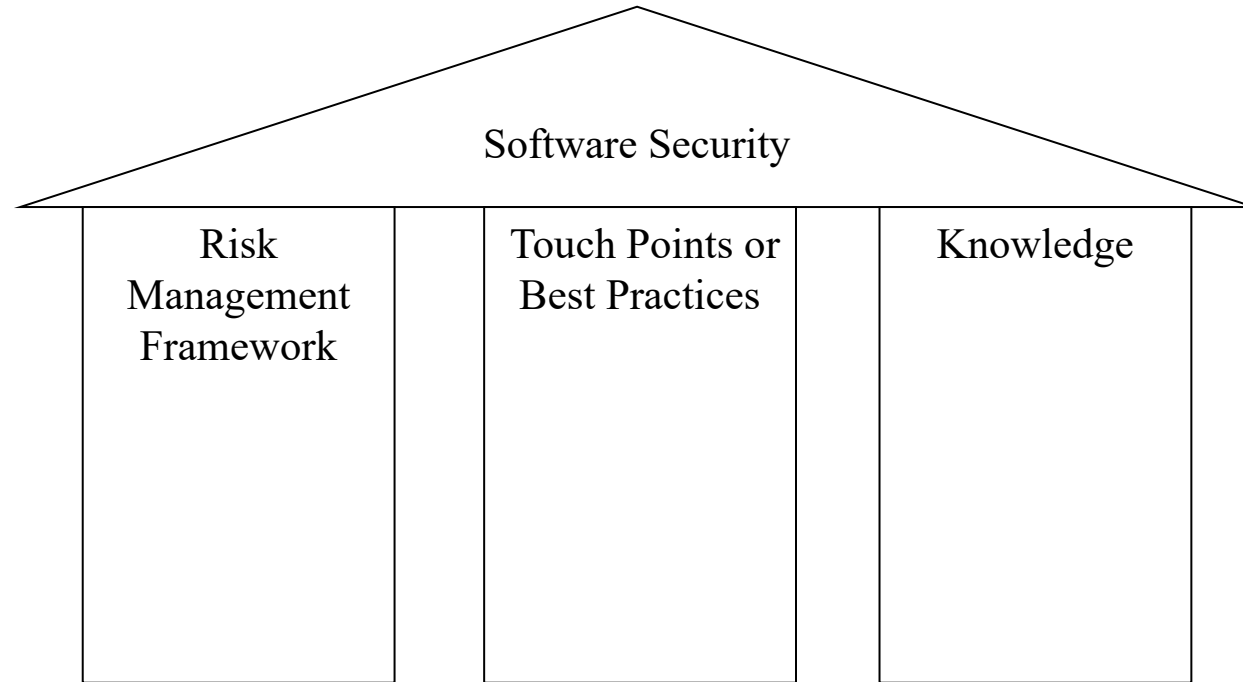 Software Security
Risk
Management
Framework
Touch Points or
Best Practices
Knowledge